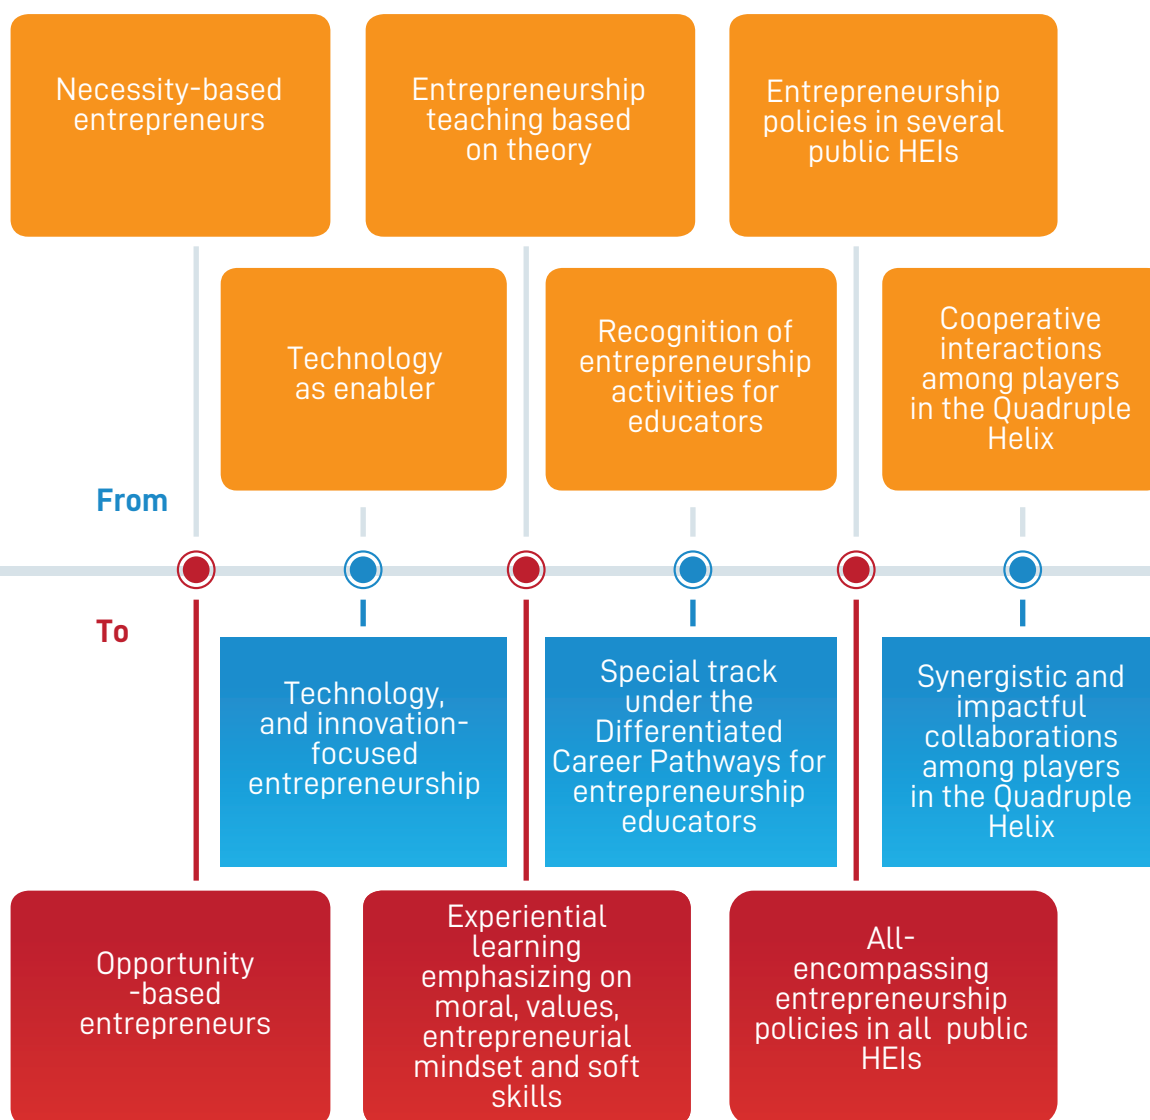 Necessity-based
entrepreneurs
Entrepreneurship
teaching based
on theory
Entrepreneurship
policies in several
public HEIs
Technology
as enabler
Recognition of
entrepreneurship
activities for
educators
Cooperative
interactions
among players
in the Quadruple
Helix
From
To
Technology,
and innovation-
focused
entrepreneurship
Special track
under the
Differentiated
Career Pathways for
entrepreneurship
educators
Synergistic and
impactful
collaborations
among players
in the Quadruple
Helix
Opportunity
-based
entrepreneurs
Experiential
learning
emphasizing on
moral, values,
entrepreneurial
mindset and soft
skills
All-
encompassing
entrepreneurship
policies in all public
HEIs